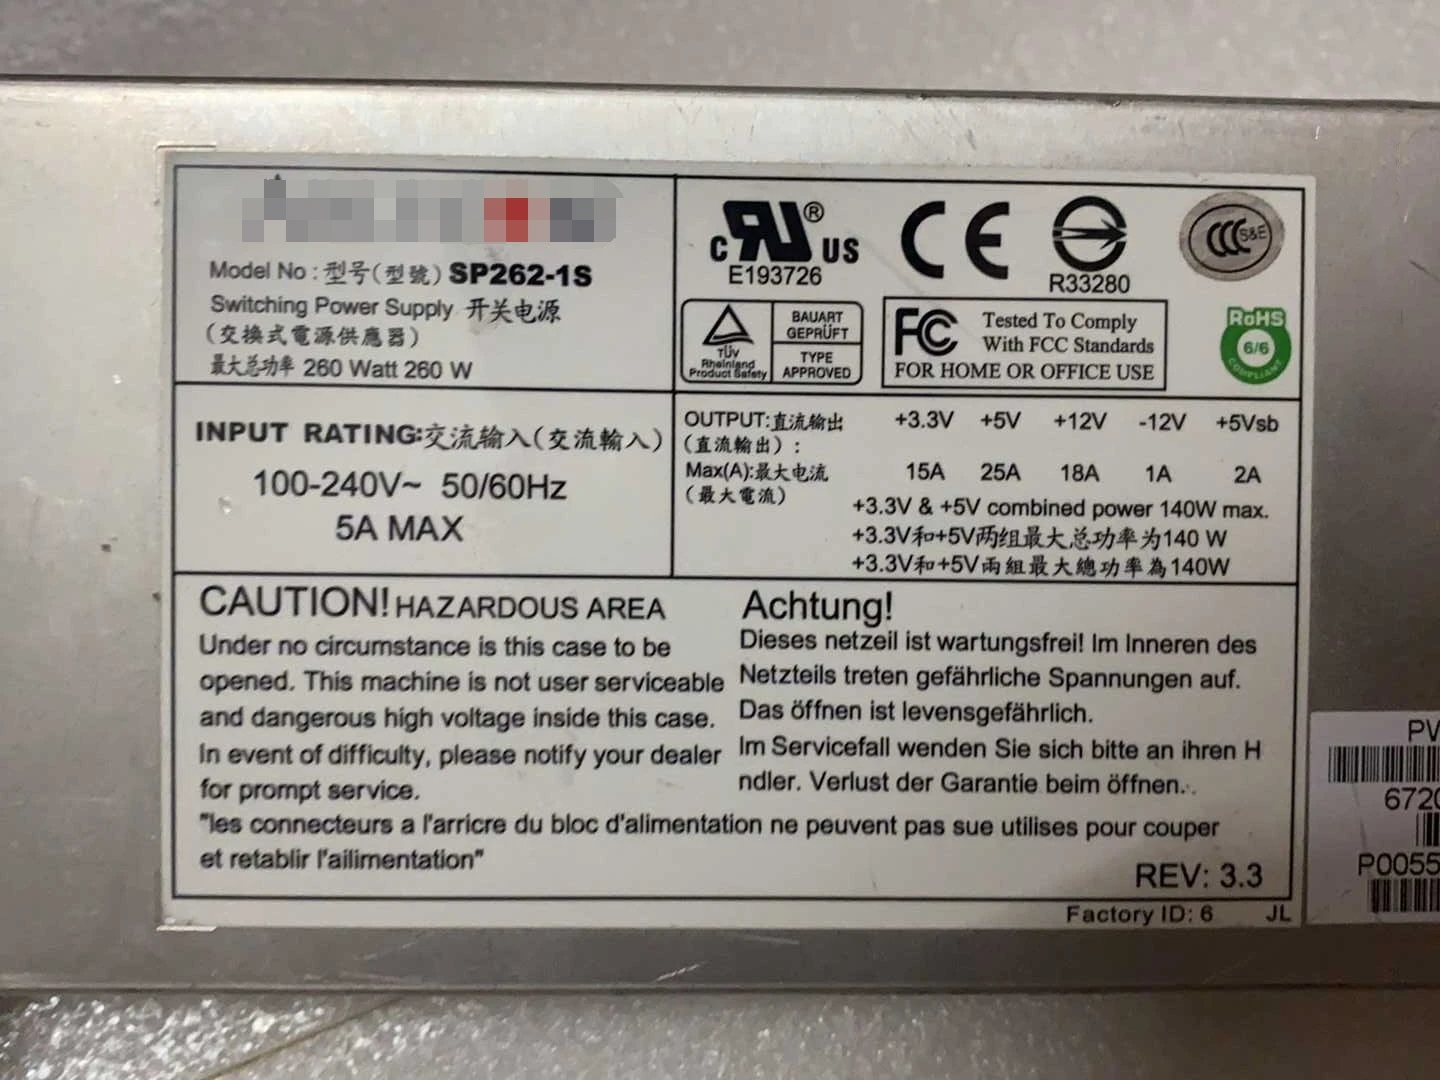 Model No : 型号(型號) SP262-1S
Switching Power Supply 开关电源
(交換式電源供應器)
最大总功率 260 Watt 260 W
c RU ® US
E193726
CE
R33280
CCC S&E
TÜV
Rheinland
Product Safety
BAUART
GEPRÜFT
TYPE
APPROVED
FC Tested To Comply
With FCC Standards
FOR HOME OR OFFICE USE
RoHS
6/6
COMPLIANT
INPUT RATING:交流输入(交流輸入)
100-240V~ 50/60Hz
5A MAX
OUTPUT:直流输出 +3.3V +5V +12V -12V +5Vsb
(直流輸出):
Max(A):最大电流 15A 25A 18A 1A 2A
(最大電流)
+3.3V & +5V combined power 140W max.
+3.3V和+5V两组最大总功率为140 W
+3.3V和+5V兩組最大總功率為140W
CAUTION! HAZARDOUS AREA
Under no circumstance is this case to be
opened. This machine is not user serviceable
and dangerous high voltage inside this case.
In event of difficulty, please notify your dealer
for prompt service.
Achtung!
Dieses netzeil ist wartungsfrei! Im Inneren des
Netzteils treten gefährliche Spannungen auf.
Das öffnen ist levensgefährlich.
Im Servicefall wenden Sie sich bitte an ihren H
ndler. Verlust der Garantie beim öffnen.
"les connecteurs a l'arricre du bloc d'alimentation ne peuvent pas sue utilises pour couper
et retablir l'ailimentation"
REV: 3.3
Factory ID: 6 JL
PV
672
P0055